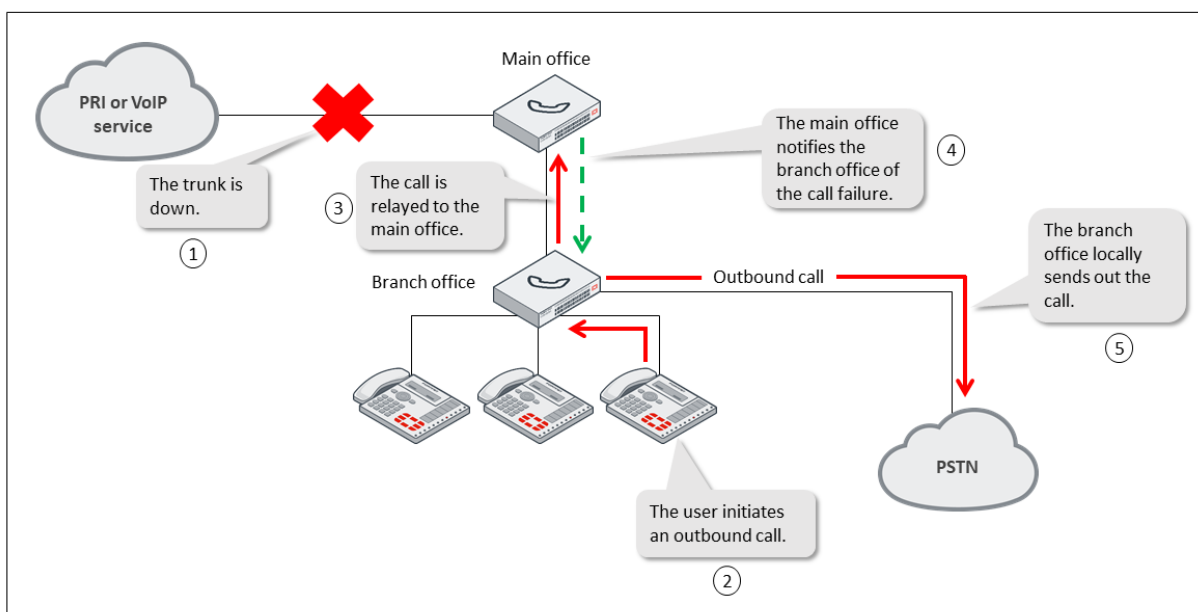 Main office
PRI or VoIP
service
The trunk is
down.
1
3
The call is
relayed to the
main office.
The main office
notifies the
branch office of
the call failure.
4
Branch office
Outbound call
The branch
office locally
sends out the
call.
5
PSTN
The user initiates
an outbound call.
2